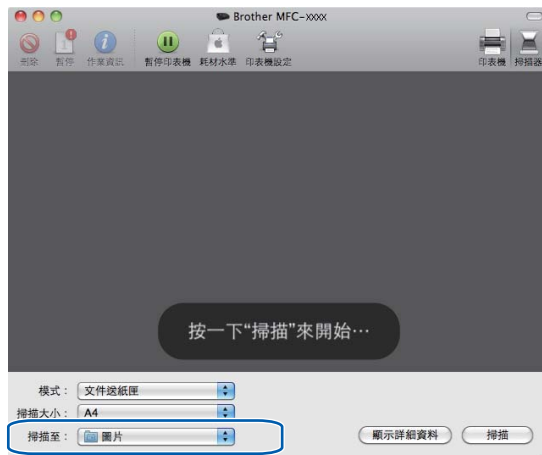 Brother MFC-xxxx
刪除 暫停 作業資訊 暫停印表機 耗材水準 印表機設定 印表機 掃描器
按一下“掃描”來開始…
模式： 文件送紙匣
掃描大小： A4
掃描至： 圖片 顯示詳細資料 掃描